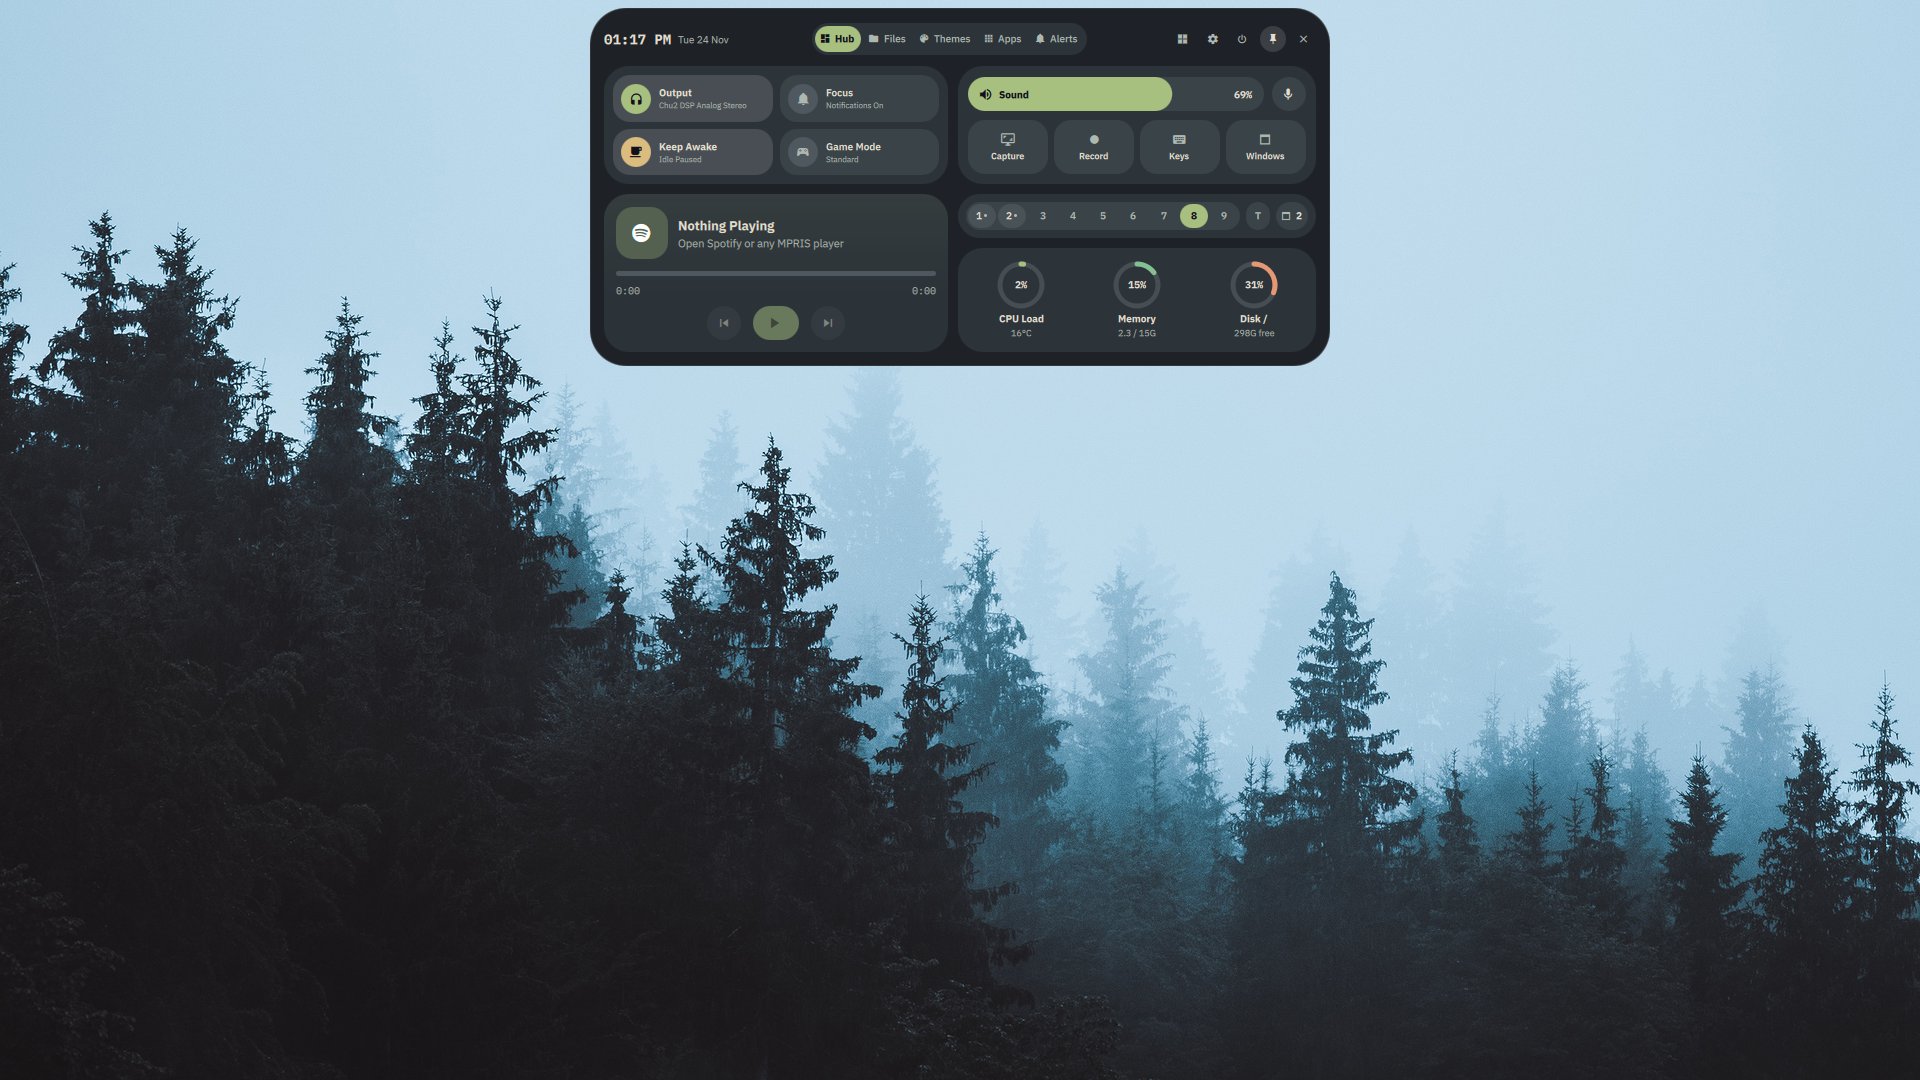 01:17 PM Tue 24 Nov
Hub Files Themes Apps Alerts
Output
Chu2 DSP Analog Stereo
Focus
Notifications On
Keep Awake
Idle Paused
Game Mode
Standard
Sound 69%
Capture Record Keys Windows
Nothing Playing
Open Spotify or any MPRIS player
0:00 0:00
1 2 3 4 5 6 7 8 9 T 2
2% 15% 31%
CPU Load Memory Disk /
16°C 2.3 / 15G 298G free